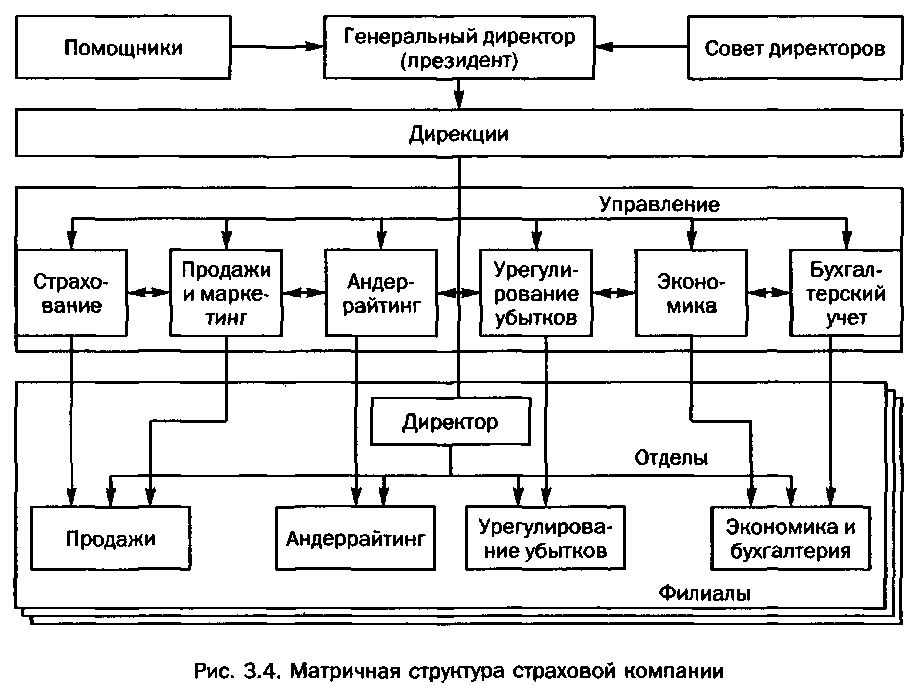 Помощники
Генеральный директор
(президент)
Совет директоров
Дирекции
Управление
Страхо-
вание
Продажи
и марке-
тинг
Андер-
райтинг
Урегули-
рование
убытков
Эконо-
мика
Бухгал-
терский
учет
Директор
Отделы
Продажи
Андеррайтинг
Урегулирова-
ние убытков
Экономика и
бухгалтерия
Филиалы
Рис. 3.4. Матричная структура страховой компании